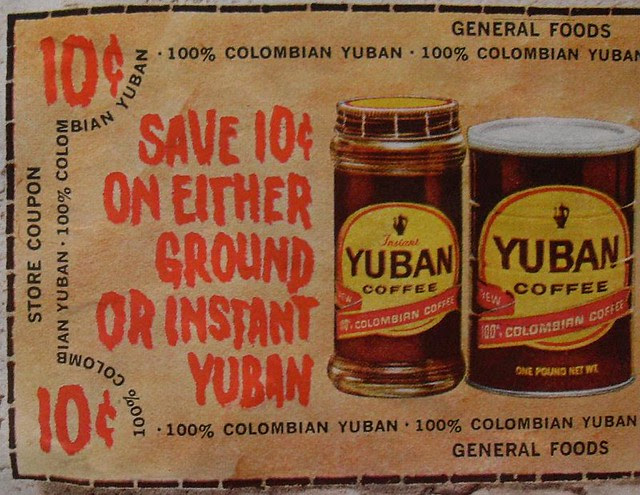 GENERAL FOODS
10¢
· 100% COLOMBIAN YUBAN · 100% COLOMBIAN YUBAN
STORE COUPON
BIAN YUBAN · 100% COLOMBIAN YUBAN
100% COLOMB
SAVE 10¢
ON EITHER
GROUND
OR INSTANT
YUBAN
Instant
YUBAN
COFFEE
NEW
100% COLOMBIAN COFFEE
YUBAN
COFFEE
NEW
100% COLOMBIAN COFFEE
ONE POUND NET WT.
10¢
· 100% COLOMBIAN YUBAN · 100% COLOMBIAN YUBAN
GENERAL FOODS